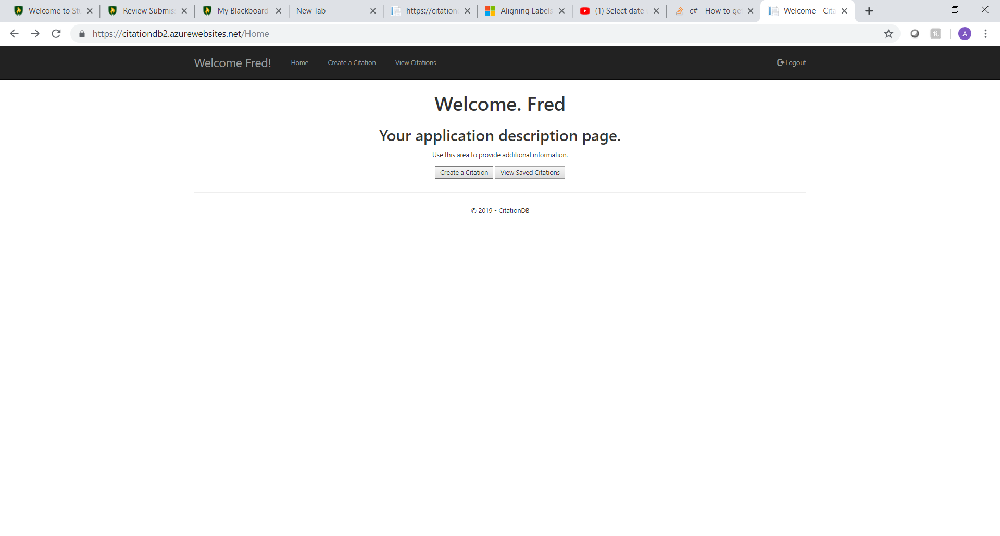 Welcome to Stu
Review Submis
My Blackboard
New Tab
https://citation
Aligning Labels
(1) Select date
c# - How to ge
Welcome - Cita
https://citationdb2.azurewebsites.net/Home
A
Welcome Fred!
Home
Create a Citation
View Citations
Logout
Welcome. Fred
Your application description page.
Use this area to provide additional information.
Create a Citation
View Saved Citations
© 2019 - CitationDB